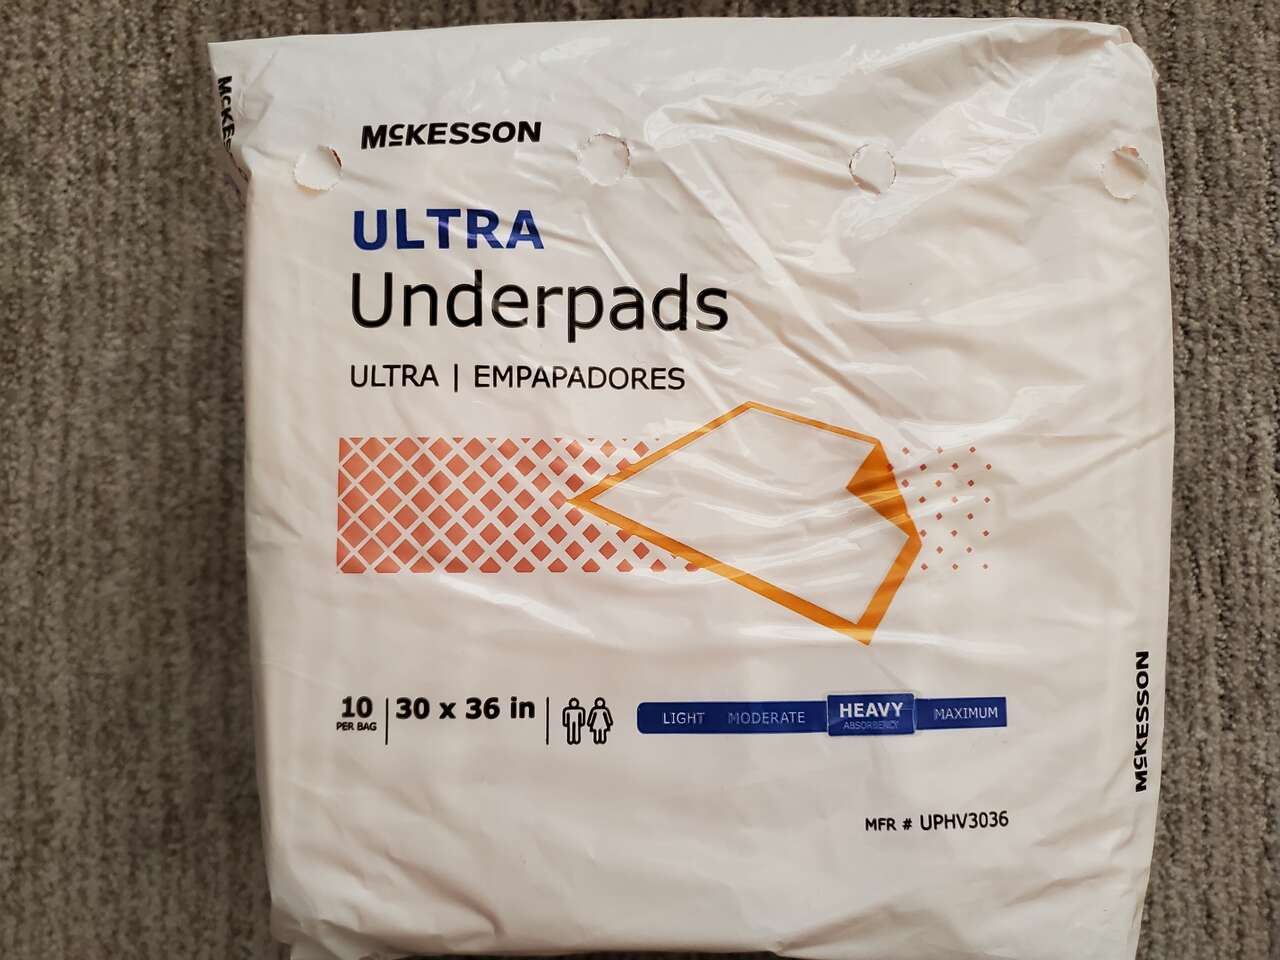 McKESSON
McKES
ULTRA
Underpads
ULTRA | EMPAPADORES
10
PER BAG
30 x 36 in
LIGHT MODERATE HEAVY MAXIMUM
ABSORBENCY
McKESSON
MFR # UPHV3036